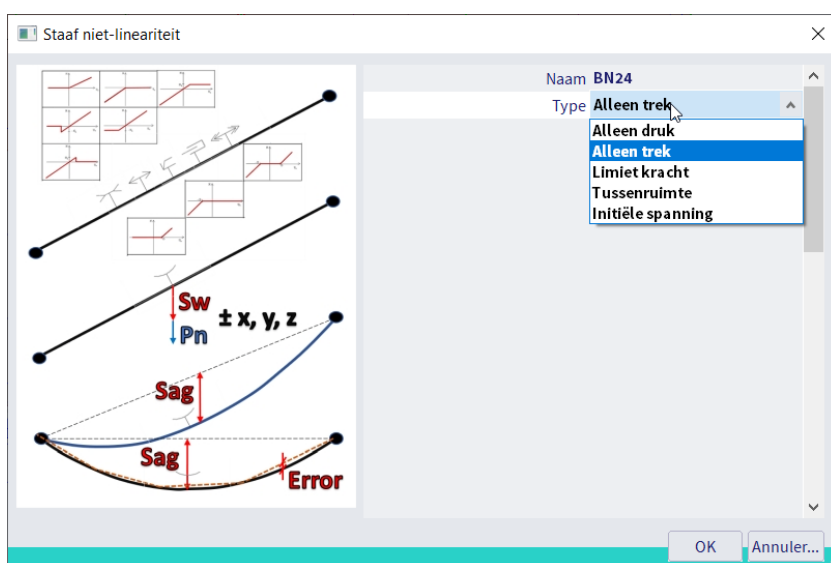 Staaf niet-lineariteit
Naam BN24
Type Alleen trek
Alleen druk
Alleen trek
Limiet kracht
Tussenruimte
Initiële spanning
Sw
± x, y, z
Pn
Sag
Sag
Error
OK
Annuler...